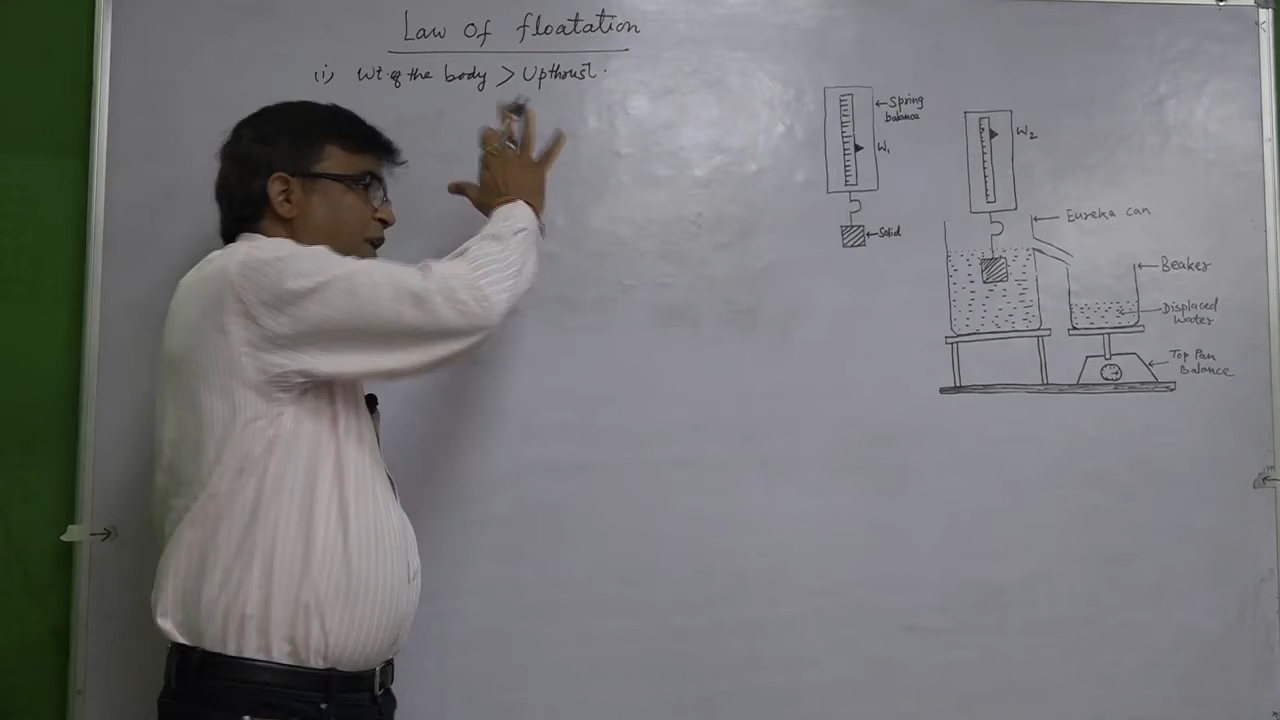 Law of floatation
(i) Wt. of the body > Upthrust.
Spring
balance
W₁
Solid
W₂
Eureka can
Beaker
Displaced
Water
Top Pan
Balance